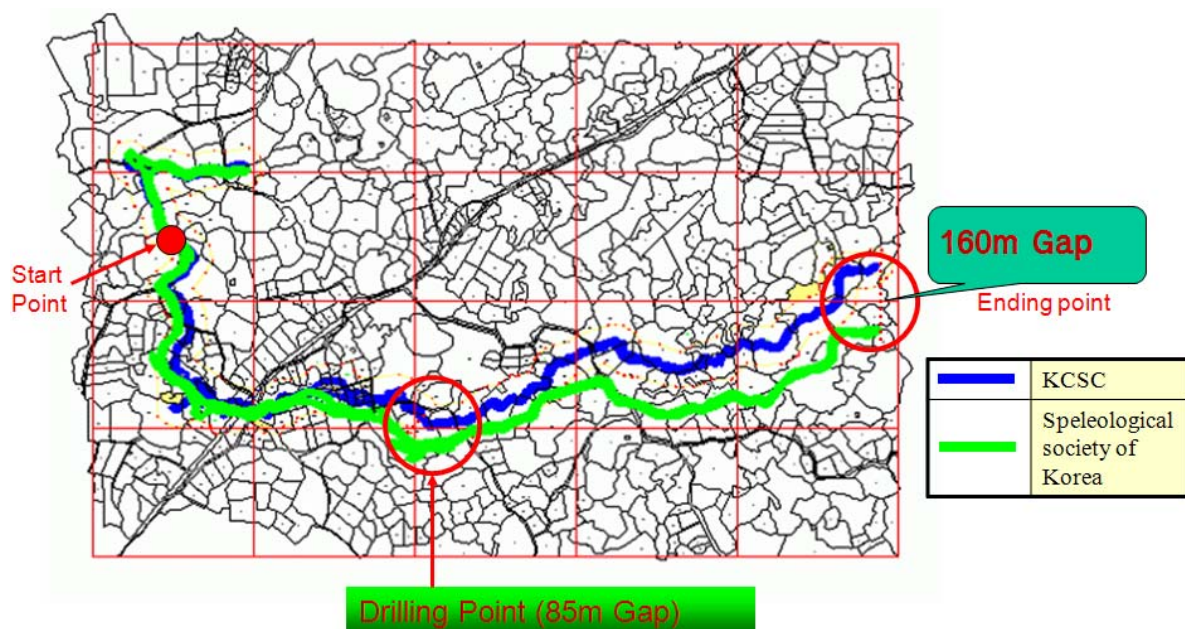 160m Gap
Start
Point
Ending point
KCSC
Speleological
society of
Korea
Drilling Point (85m Gap)